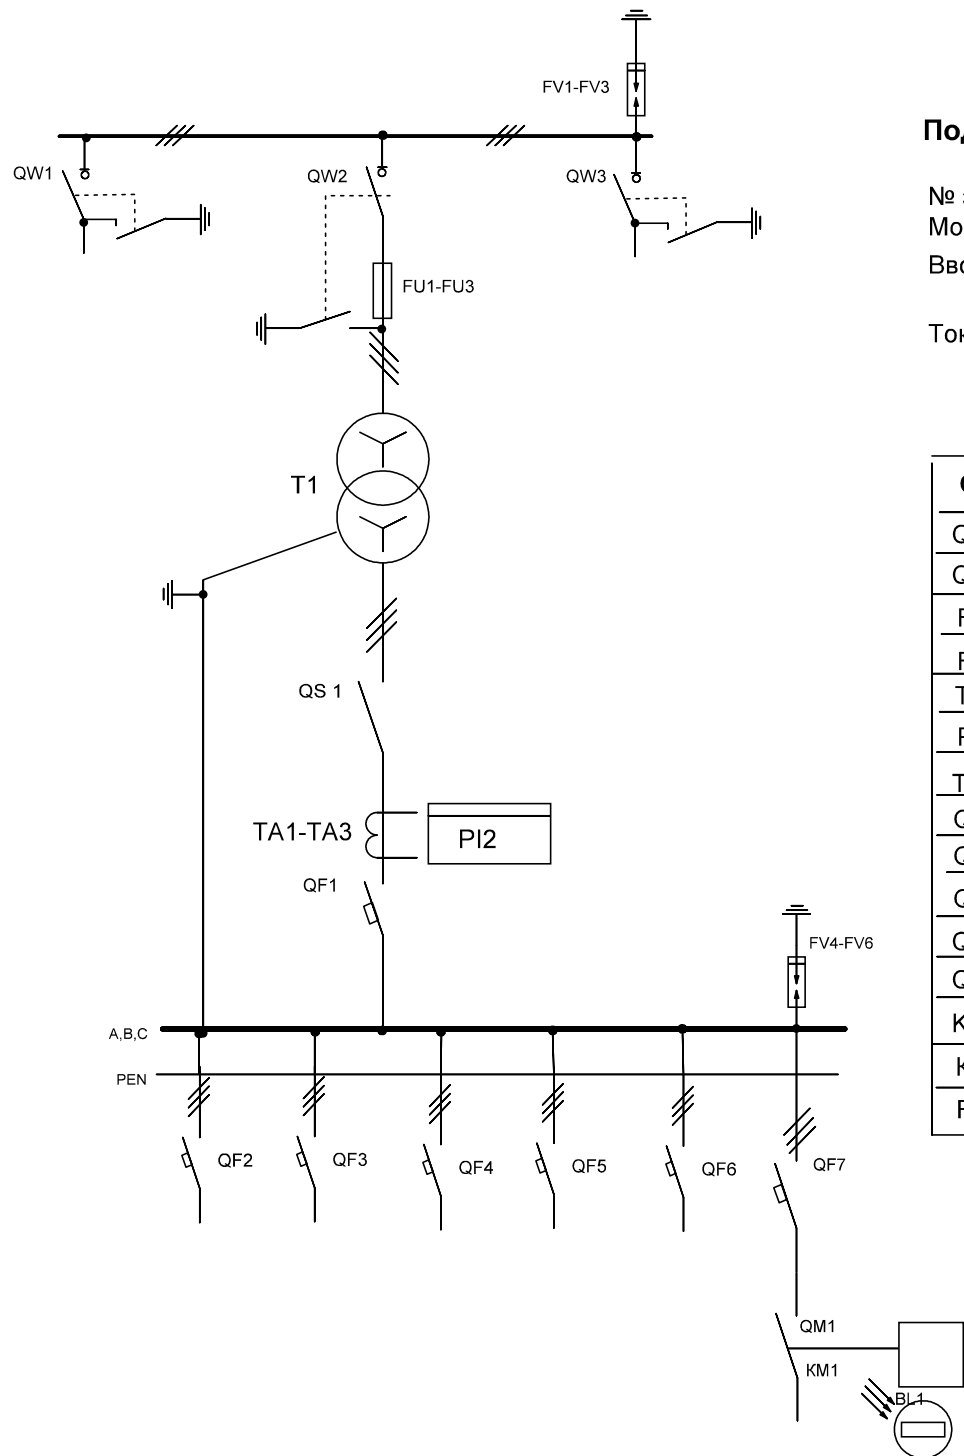 FV1-FV3
QW1
QW2
QW3
FU1-FU3
T1
QS 1
TA1-TA3
PI2
QF1
FV4-FV6
A,B,C
PEN
QF2
QF3
QF4
QF5
QF6
QF7
QM1
KM1
BL1
№